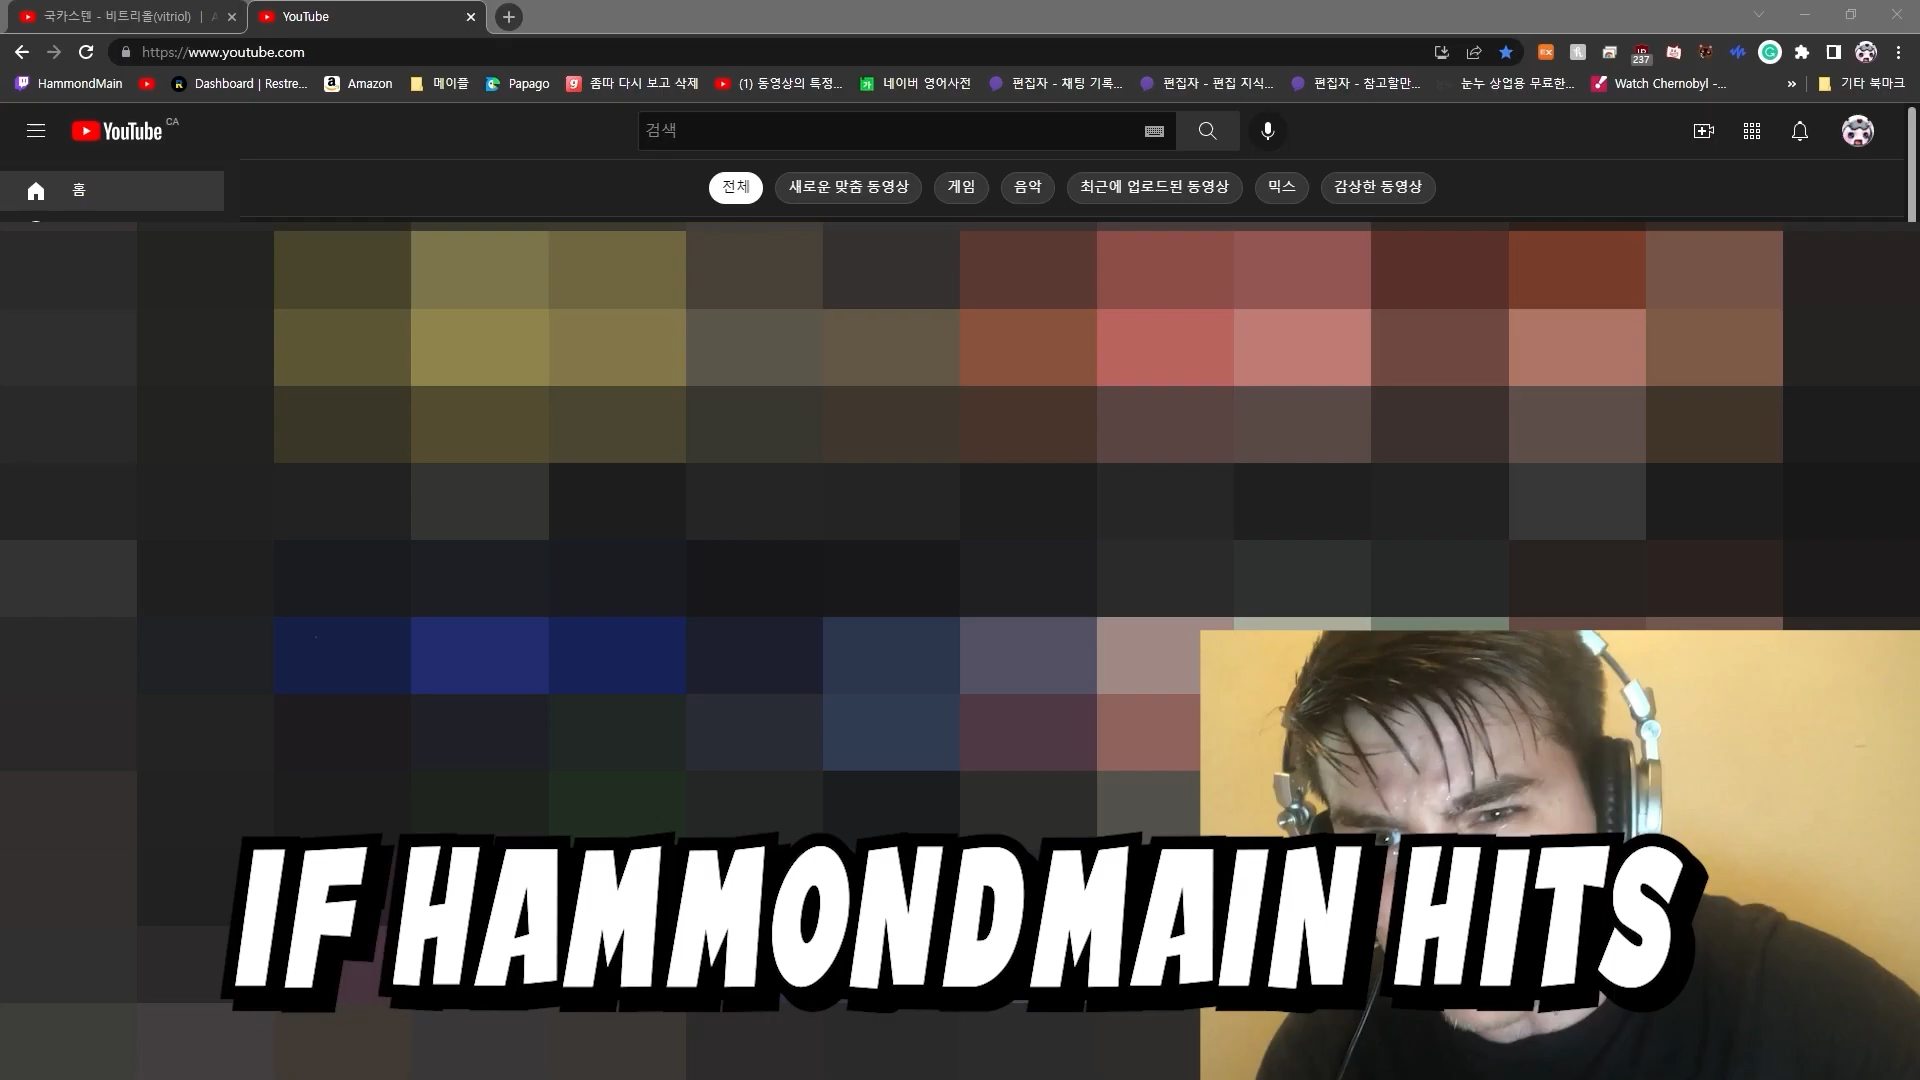 국카스텐 - 비트리올(vitriol) |
YouTube
https://www.youtube.com
237
HammondMain
Dashboard | Restre...
Amazon
메이플
Papago
좀따 다시 보고 삭제
(1) 동영상의 특정...
네이버 영어사전
편집자 - 채팅 기록...
편집자 - 편집 지식...
편집자 - 참고할만...
눈누 상업용 무료한...
Watch Chernobyl -...
»
기타 북마크
YouTube CA
검색
홈
전체
새로운 맞춤 동영상
게임
음악
최근에 업로드된 동영상
믹스
감상한 동영상
IF HAMMONDMAIN HITS